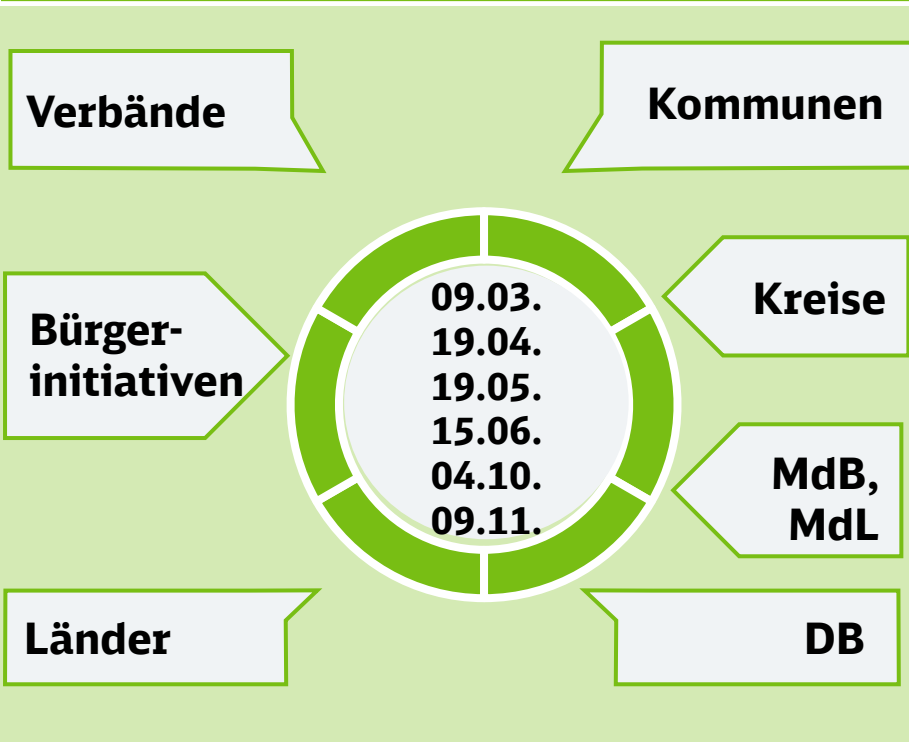 Verbände
Kommunen
Bürger-
initiativen
09.03.
19.04.
19.05.
15.06.
04.10.
09.11.
Kreise
MdB,
MdL
Länder
DB